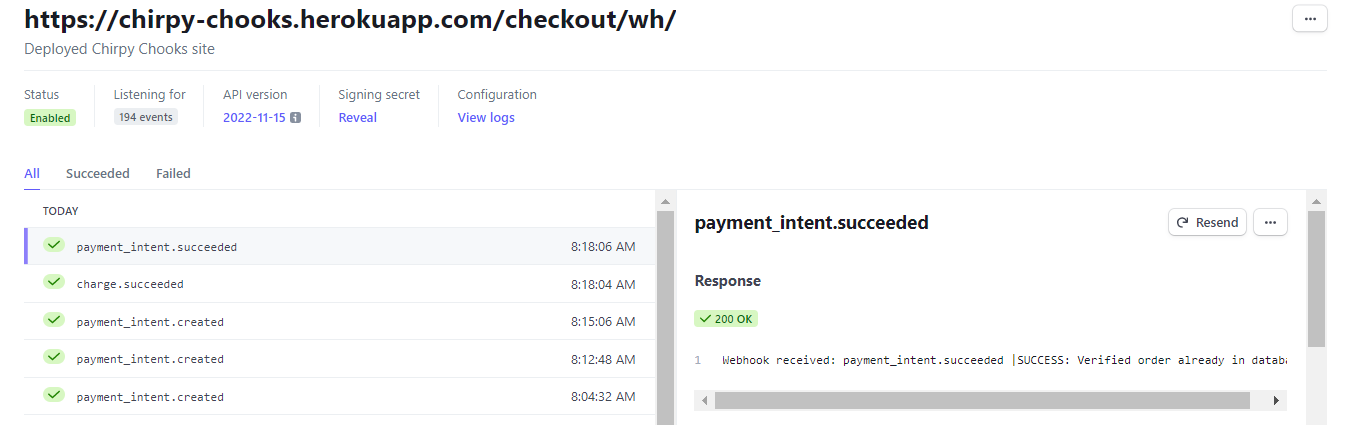 https://chirpy-chooks.herokuapp.com/checkout/wh/
Deployed Chirpy Chooks site
Status Listening for API version Signing secret Configuration
Enabled 194 events 2022-11-15 Reveal View logs
All Succeeded Failed
TODAY
payment_intent.succeeded 8:18:06 AM
charge.succeeded 8:18:04 AM
payment_intent.created 8:15:06 AM
payment_intent.created 8:12:48 AM
payment_intent.created 8:04:32 AM
payment_intent.succeeded Resend
Response
200 OK
1 Webhook received: payment_intent.succeeded |SUCCESS: Verified order already in databa